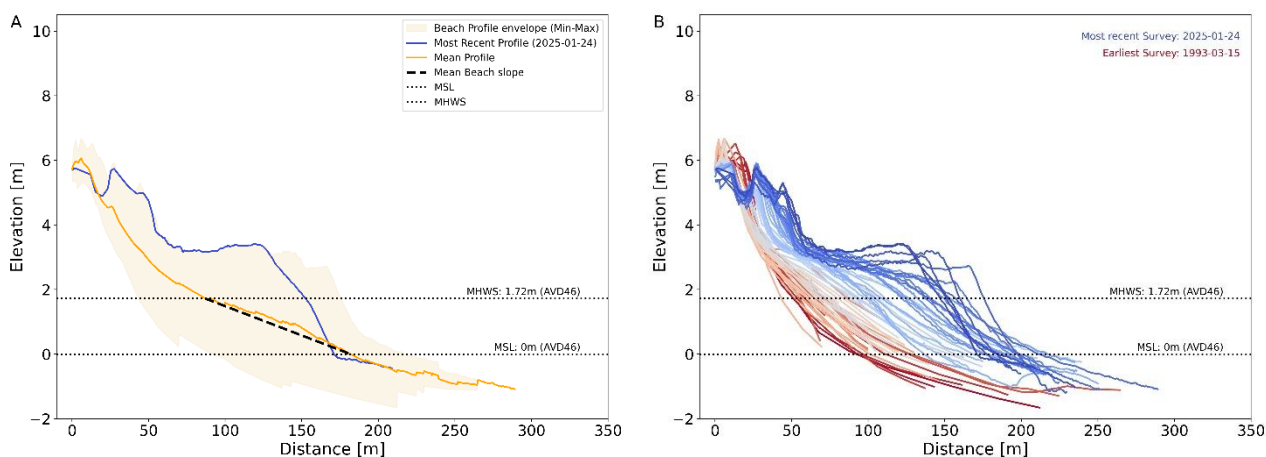 A
10
8
6
4
2
0
−2
Elevation [m]
Beach Profile envelope (Min-Max)
Most Recent Profile (2025-01-24)
Mean Profile
Mean Beach slope
MSL
MHWS
MHWS: 1.72m (AVD46)
MSL: 0m (AVD46)
0 50 100 150 200 250 300 350
Distance [m]
B
10
8
6
4
2
0
−2
Elevation [m]
Most recent Survey: 2025-01-24
Earliest Survey: 1993-03-15
MHWS: 1.72m (AVD46)
MSL: 0m (AVD46)
0 50 100 150 200 250 300 350
Distance [m]